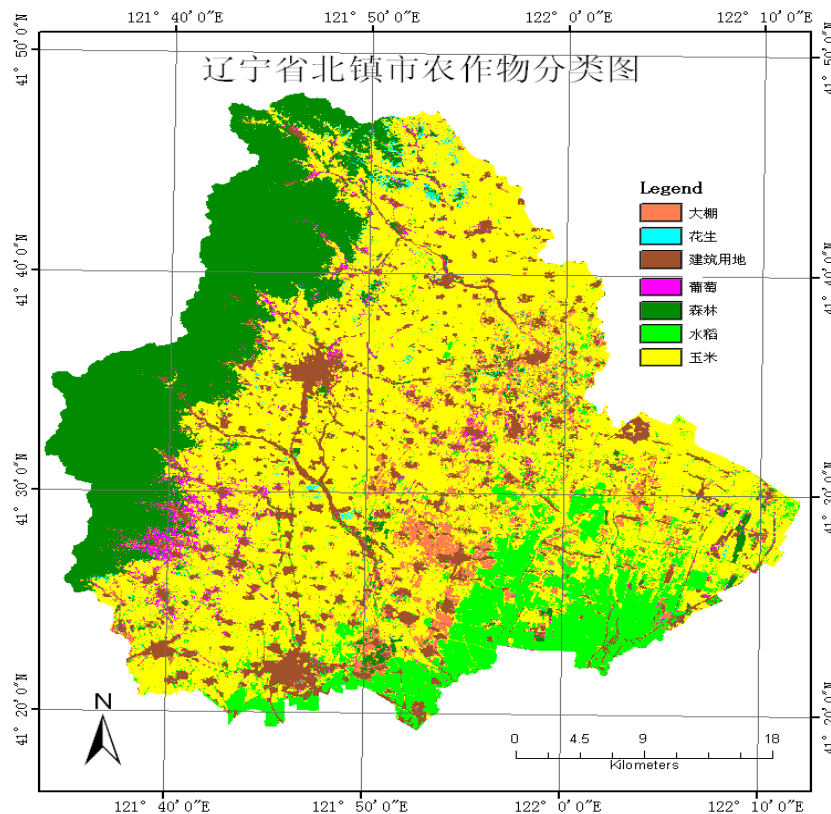 121° 40'0"E 121° 50'0"E 122° 0'0"E 122° 10'0"E
41° 50'0"N
41° 50'0"N
辽宁省北镇市农作物分类图
Legend
大棚
花生
建筑用地
葡萄
森林
水稻
玉米
41° 40'0"N
41° 40'0"N
41° 30'0"N
41° 30'0"N
41° 20'0"N
41° 20'0"N
N
0 4.5 9 18
Kilometers
121° 40'0"E 121° 50'0"E 122° 0'0"E 122° 10'0"E